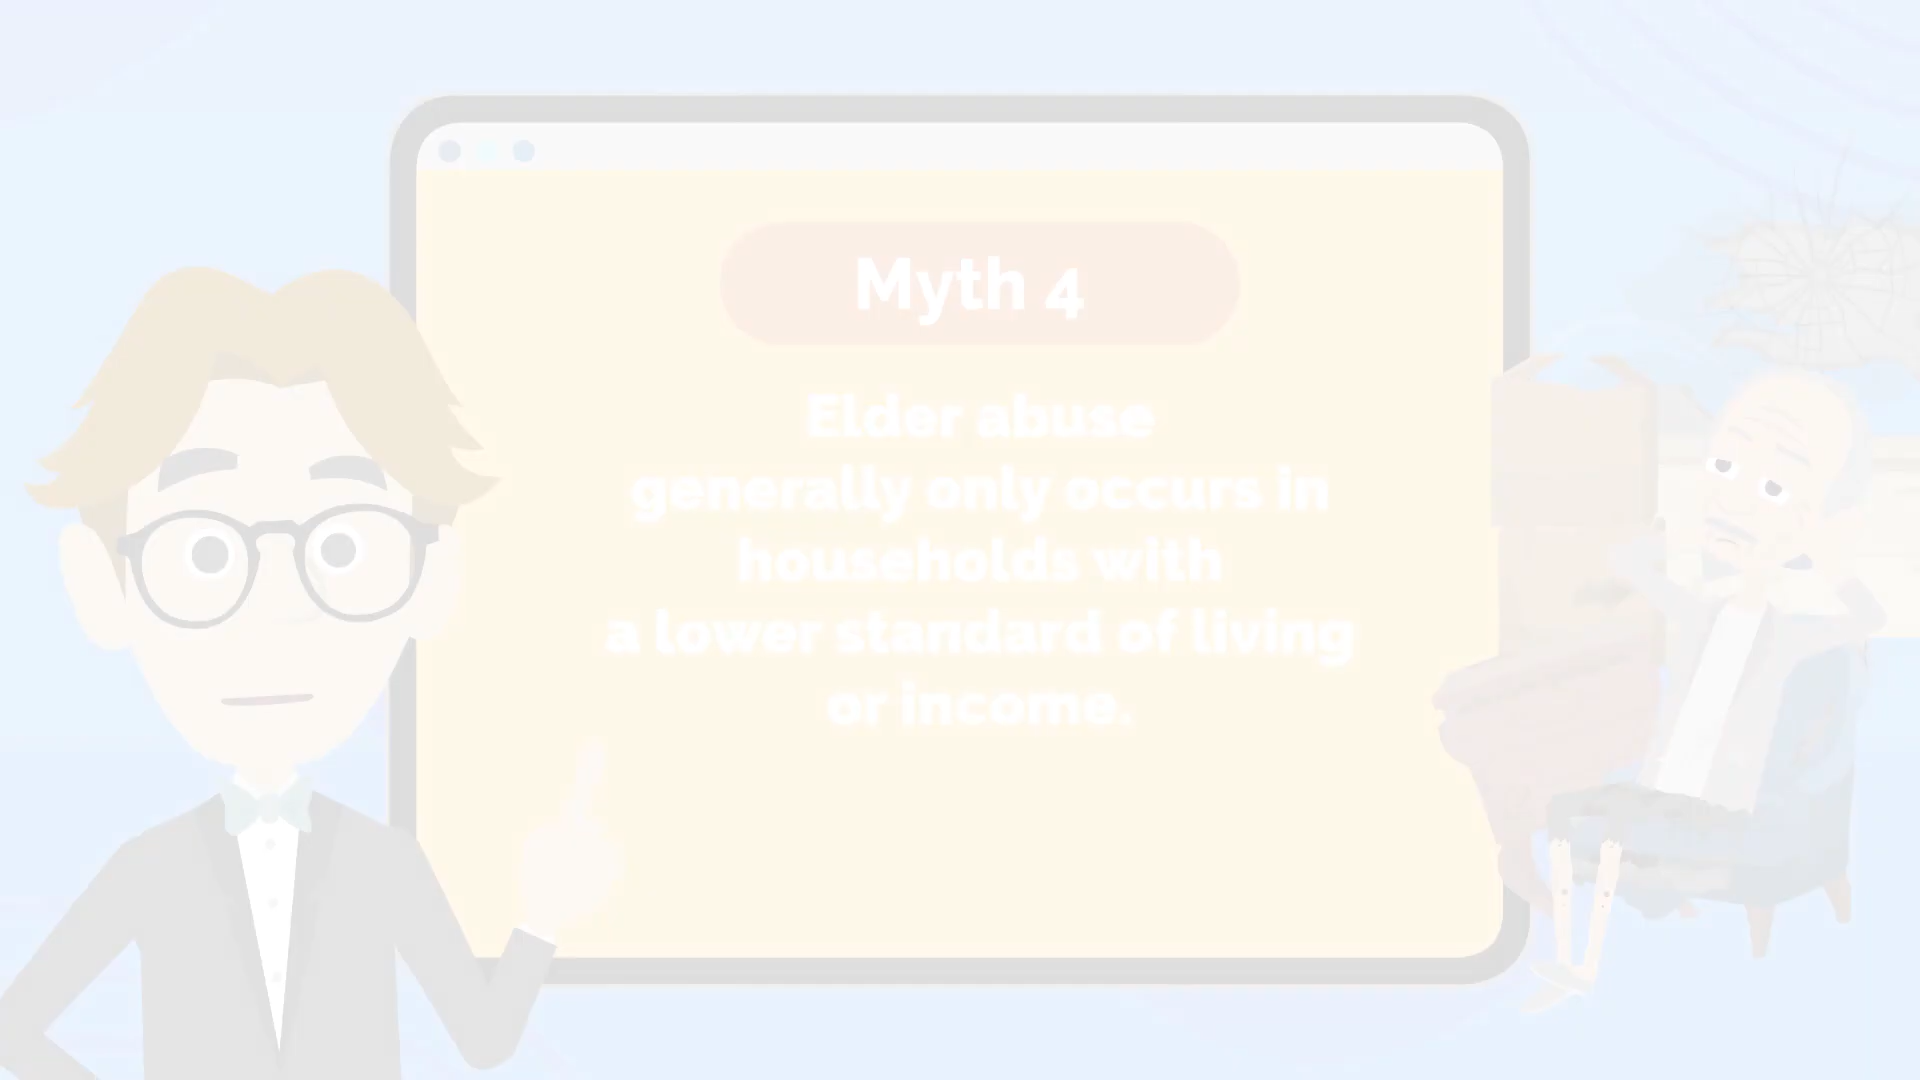 Myth 4
Elder abuse
generally only occurs in
households with
a lower standard of living
or income.